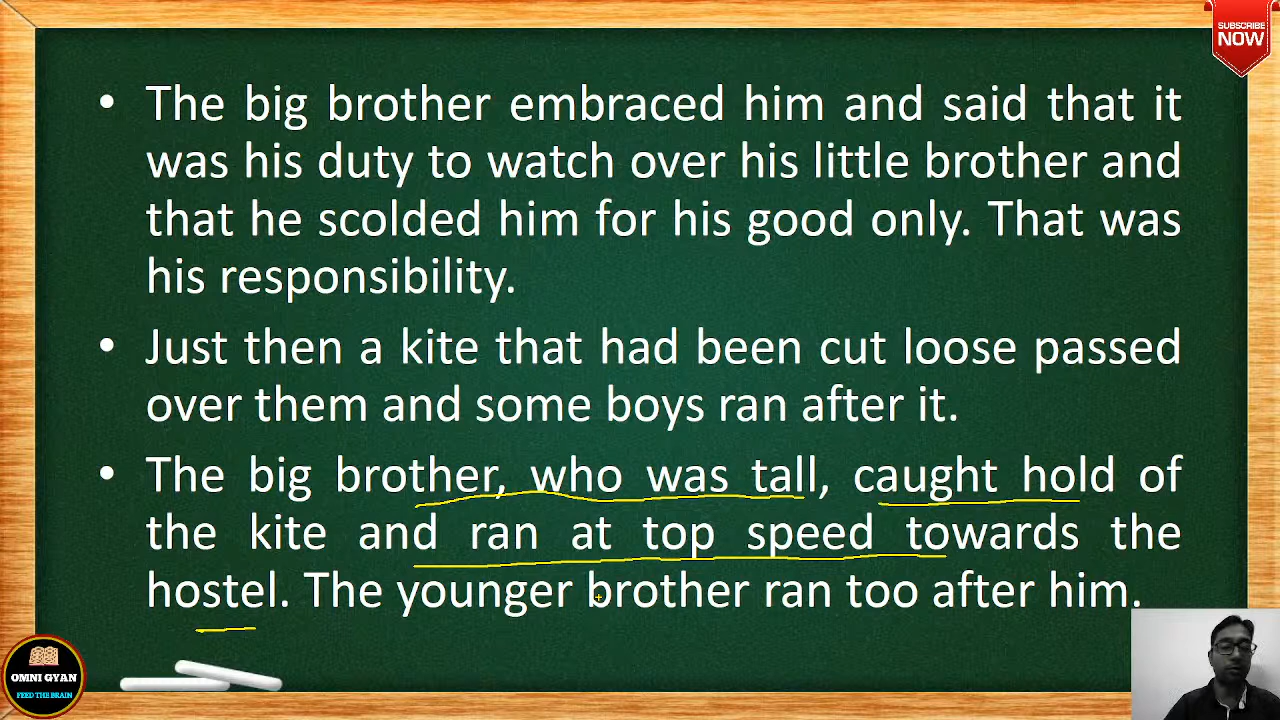 SUBSCRIBE
NOW
• The big brother embraced him and said that it
was his duty to watch over his little brother and
that he scolded him for his good only. That was
his responsibility.
• Just then a kite that had been cut loose passed
over them and some boys ran after it.
• The big brother, who was tall, caught hold of
the kite and ran at top speed towards the
hostel. The younger brother ran too after him.
OMNI GYAN
FEED THE BRAIN